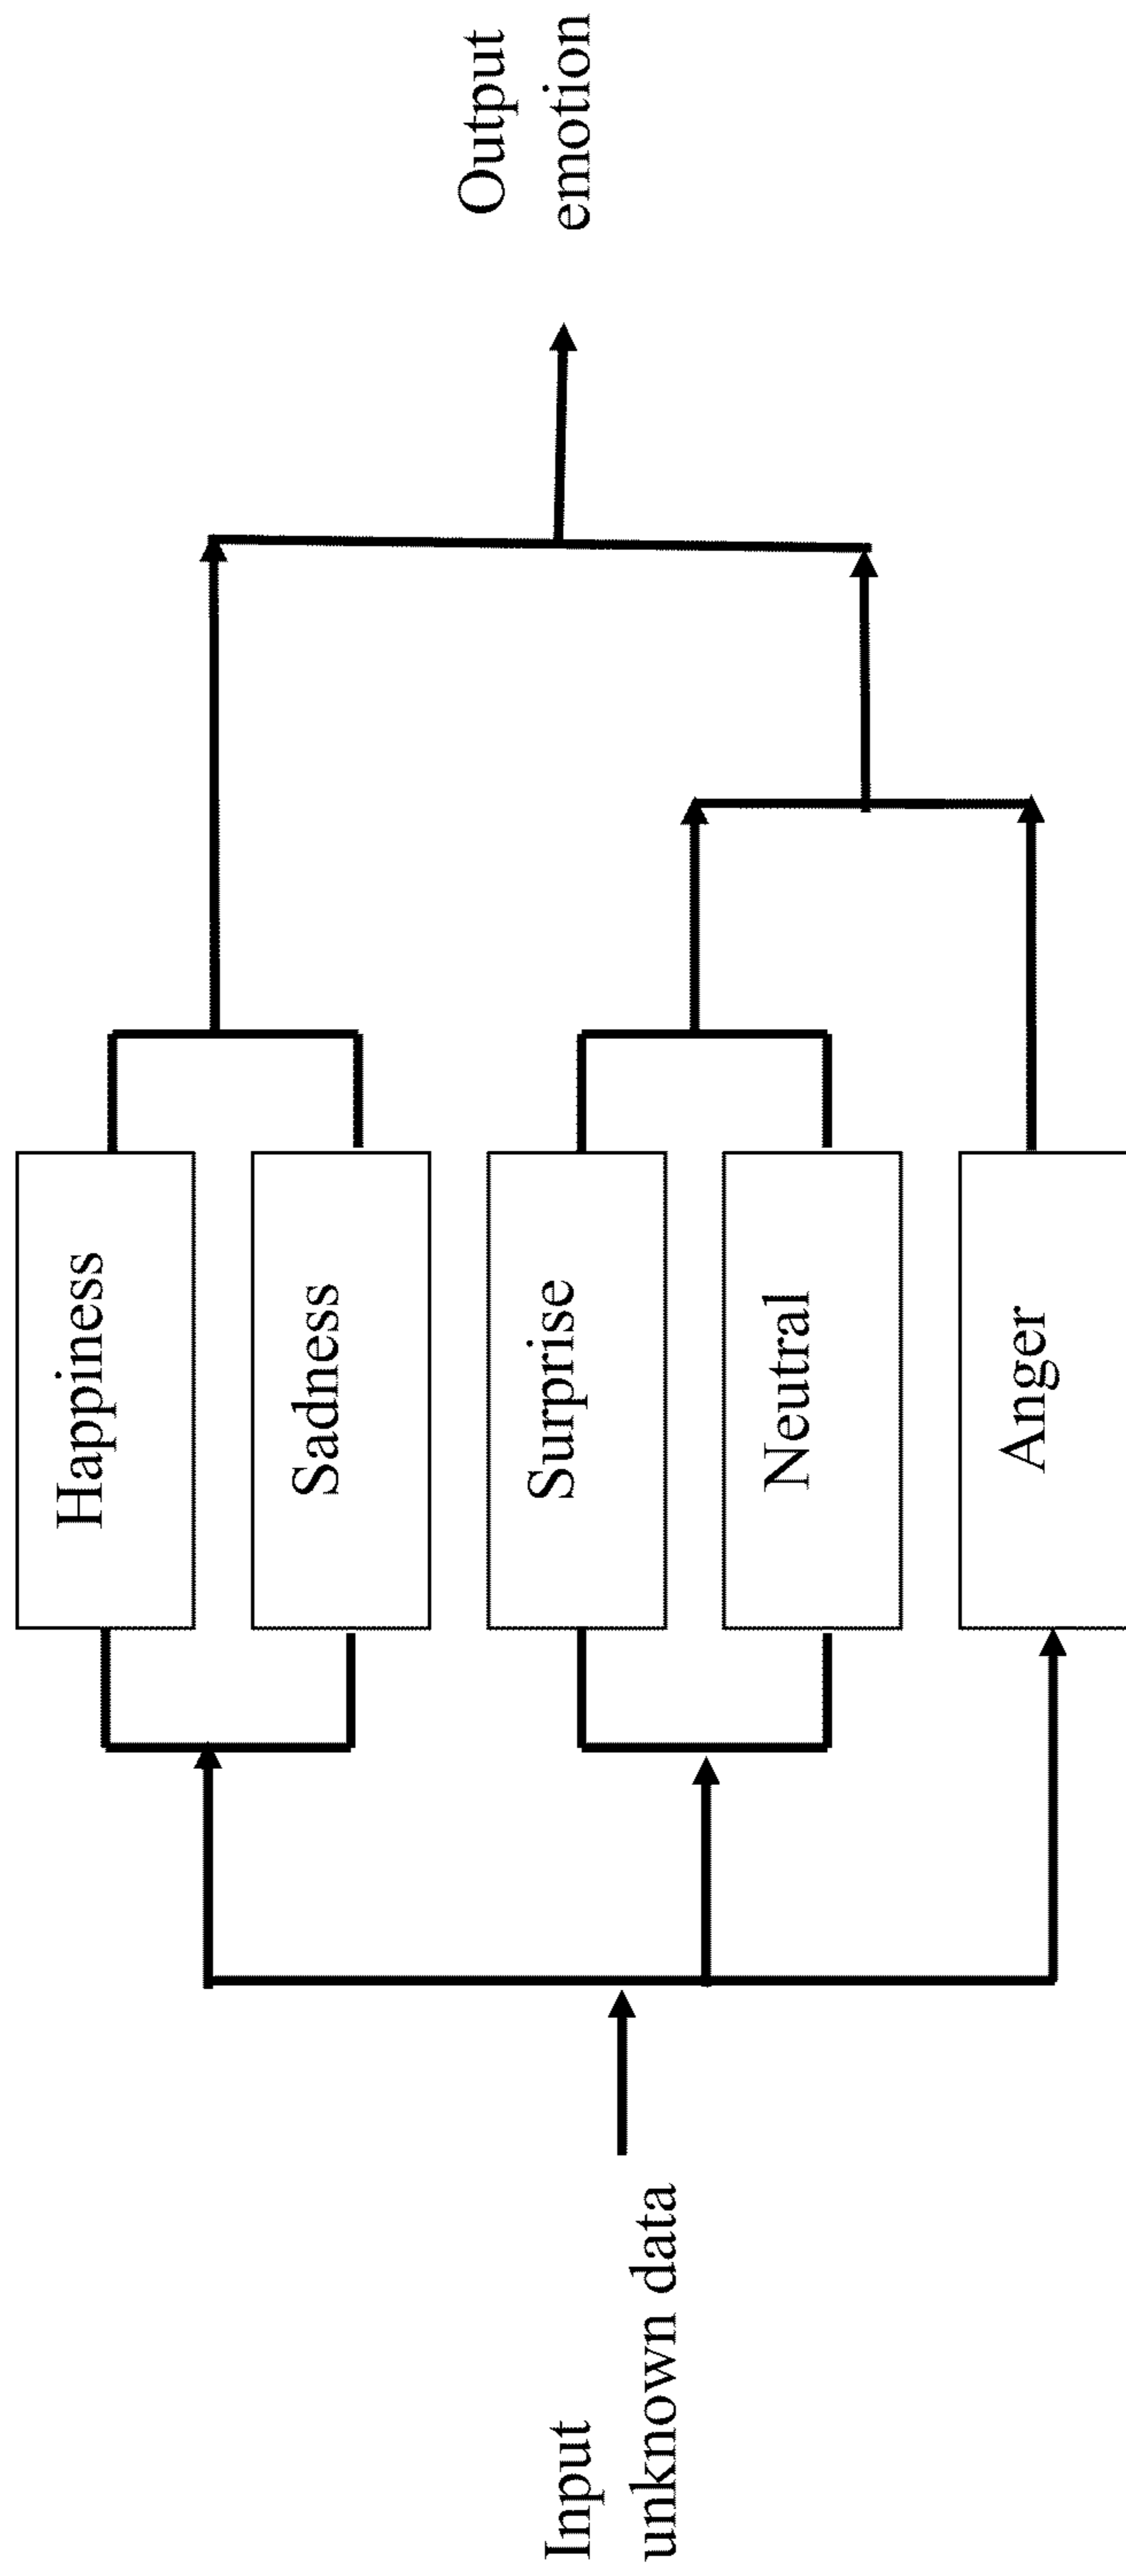 Input
unknown data
Happiness
Sadness
Surprise
Neutral
Anger
Output
emotion